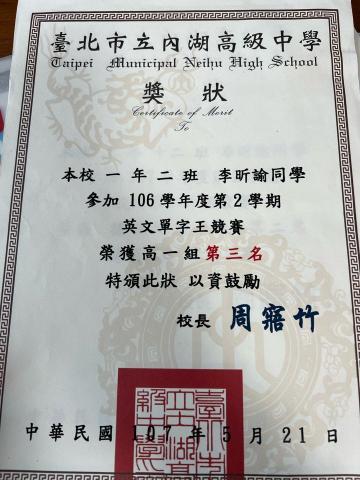 臺北市立內湖高級中學
Taipei Municipal Neihu High School
獎狀
Certificate of Merit
To
本校 一 年 二 班 李昕諭同學
參加 106 學年度第 2 學期
英文單字王競賽
榮獲高一組 第三名
特頒此狀 以資鼓勵
校長 周寤竹
中華民國 107 年 5 月 21 日